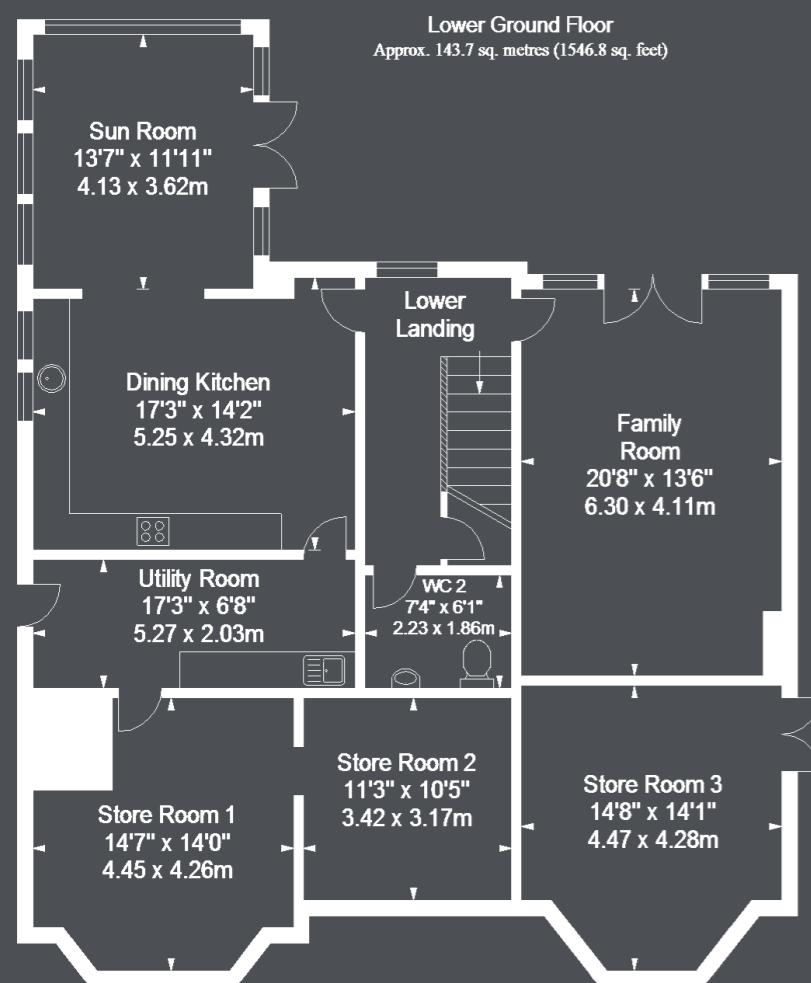 Lower Ground Floor
Approx. 143.7 sq. metres (1546.8 sq. feet)
Sun Room
13'7" x 11'11"
4.13 x 3.62m
Lower
Landing
Dining Kitchen
17'3" x 14'2"
5.25 x 4.32m
Family
Room
20'8" x 13'6"
6.30 x 4.11m
Utility Room
17'3" x 6'8"
5.27 x 2.03m
WC 2
7'4" x 6'1"
2.23 x 1.86m
Store Room 1
14'7" x 14'0"
4.45 x 4.26m
Store Room 2
11'3" x 10'5"
3.42 x 3.17m
Store Room 3
14'8" x 14'1"
4.47 x 4.28m